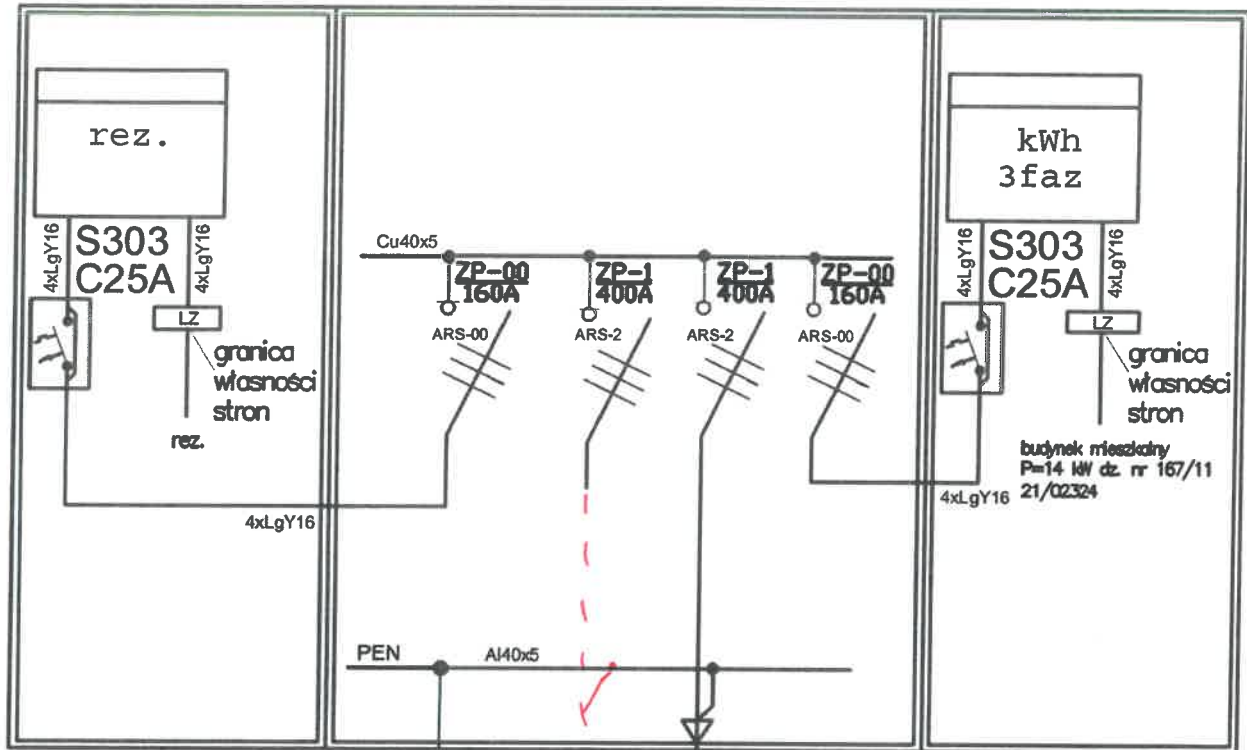 rez.
4xLgY16
S303
C25A
4xLgY16
LZ
granica
własności
stron
rez.
4xLgY16
Cu40x5
ZP-00
160A
ARS-00
ZP-1
400A
ARS-2
ZP-1
400A
ARS-2
ZP-00
160A
ARS-00
PEN
Al40x5
kWh
3faz
4xLgY16
S303
C25A
4xLgY16
LZ
granica
własności
stron
budynek mieszkalny
P=14 kW dz. nr 167/11
21/02324
4xLgY16